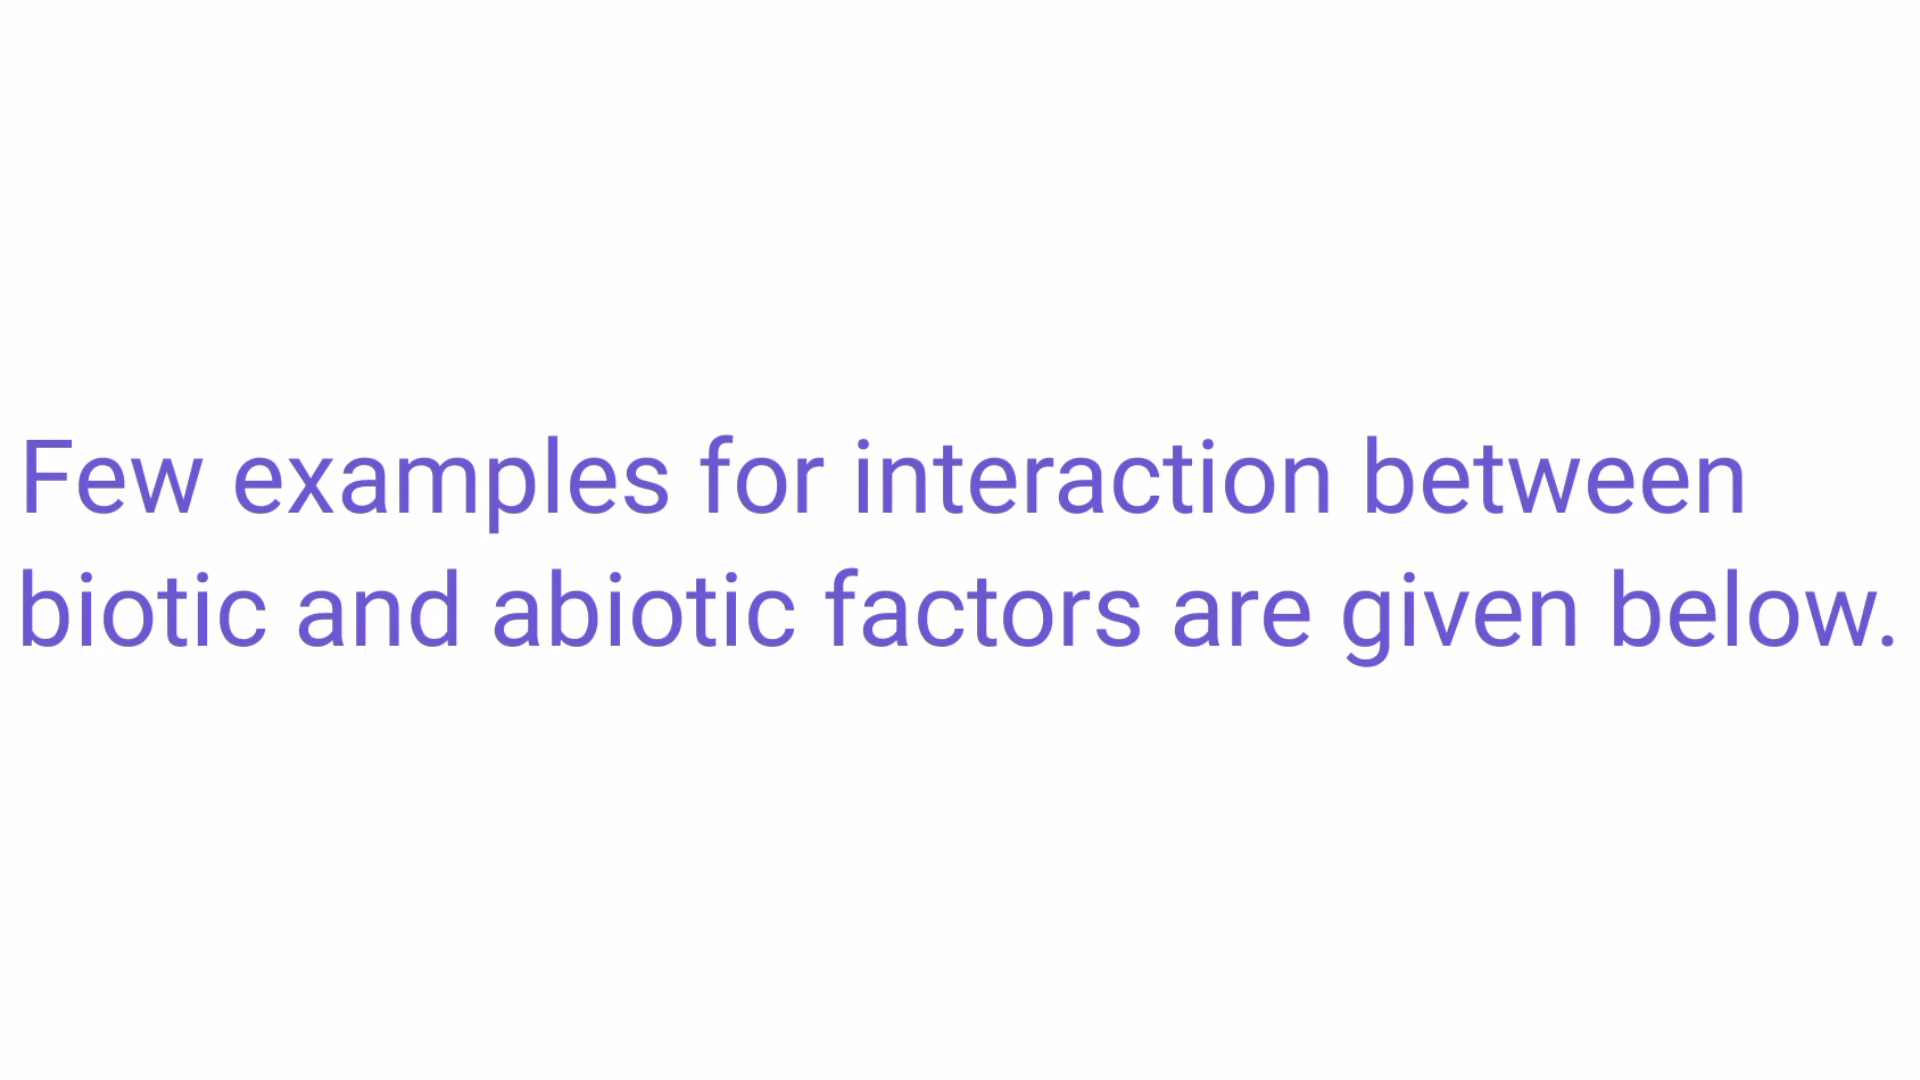 Few examples for interaction between
biotic and abiotic factors are given below.